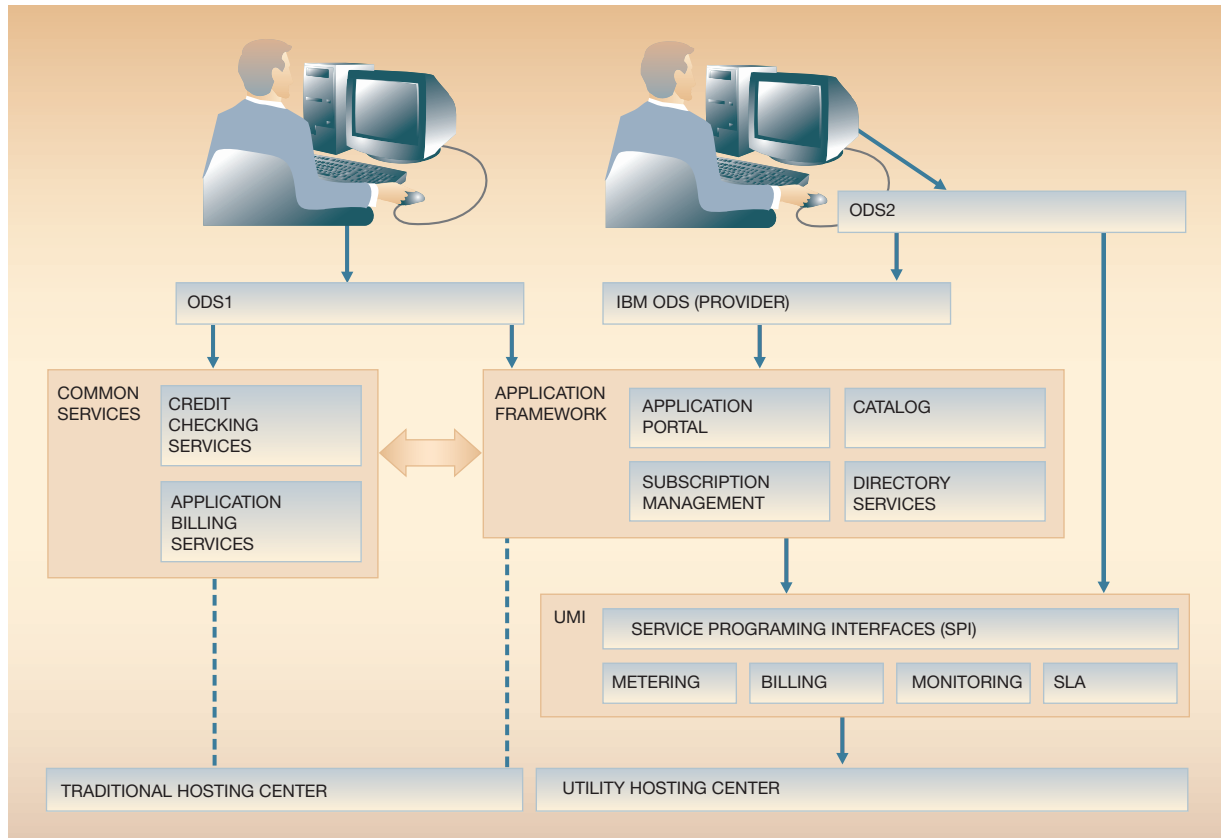 ODS2
ODS1
IBM ODS (PROVIDER)
COMMON
SERVICES
CREDIT
CHECKING
SERVICES
APPLICATION
BILLING
SERVICES
APPLICATION
FRAMEWORK
APPLICATION
PORTAL
CATALOG
SUBSCRIPTION
MANAGEMENT
DIRECTORY
SERVICES
UMI
SERVICE PROGRAMING INTERFACES (SPI)
METERING
BILLING
MONITORING
SLA
TRADITIONAL HOSTING CENTER
UTILITY HOSTING CENTER